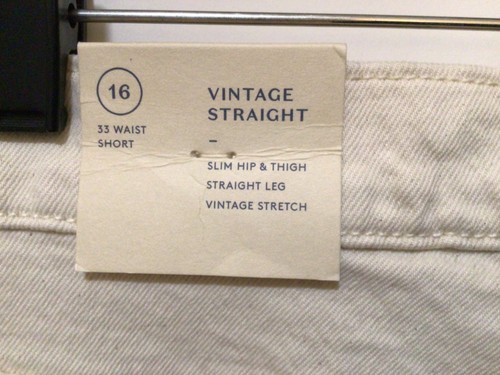 16
33 WAIST
SHORT
VINTAGE
STRAIGHT
–
SLIM HIP & THIGH
STRAIGHT LEG
VINTAGE STRETCH